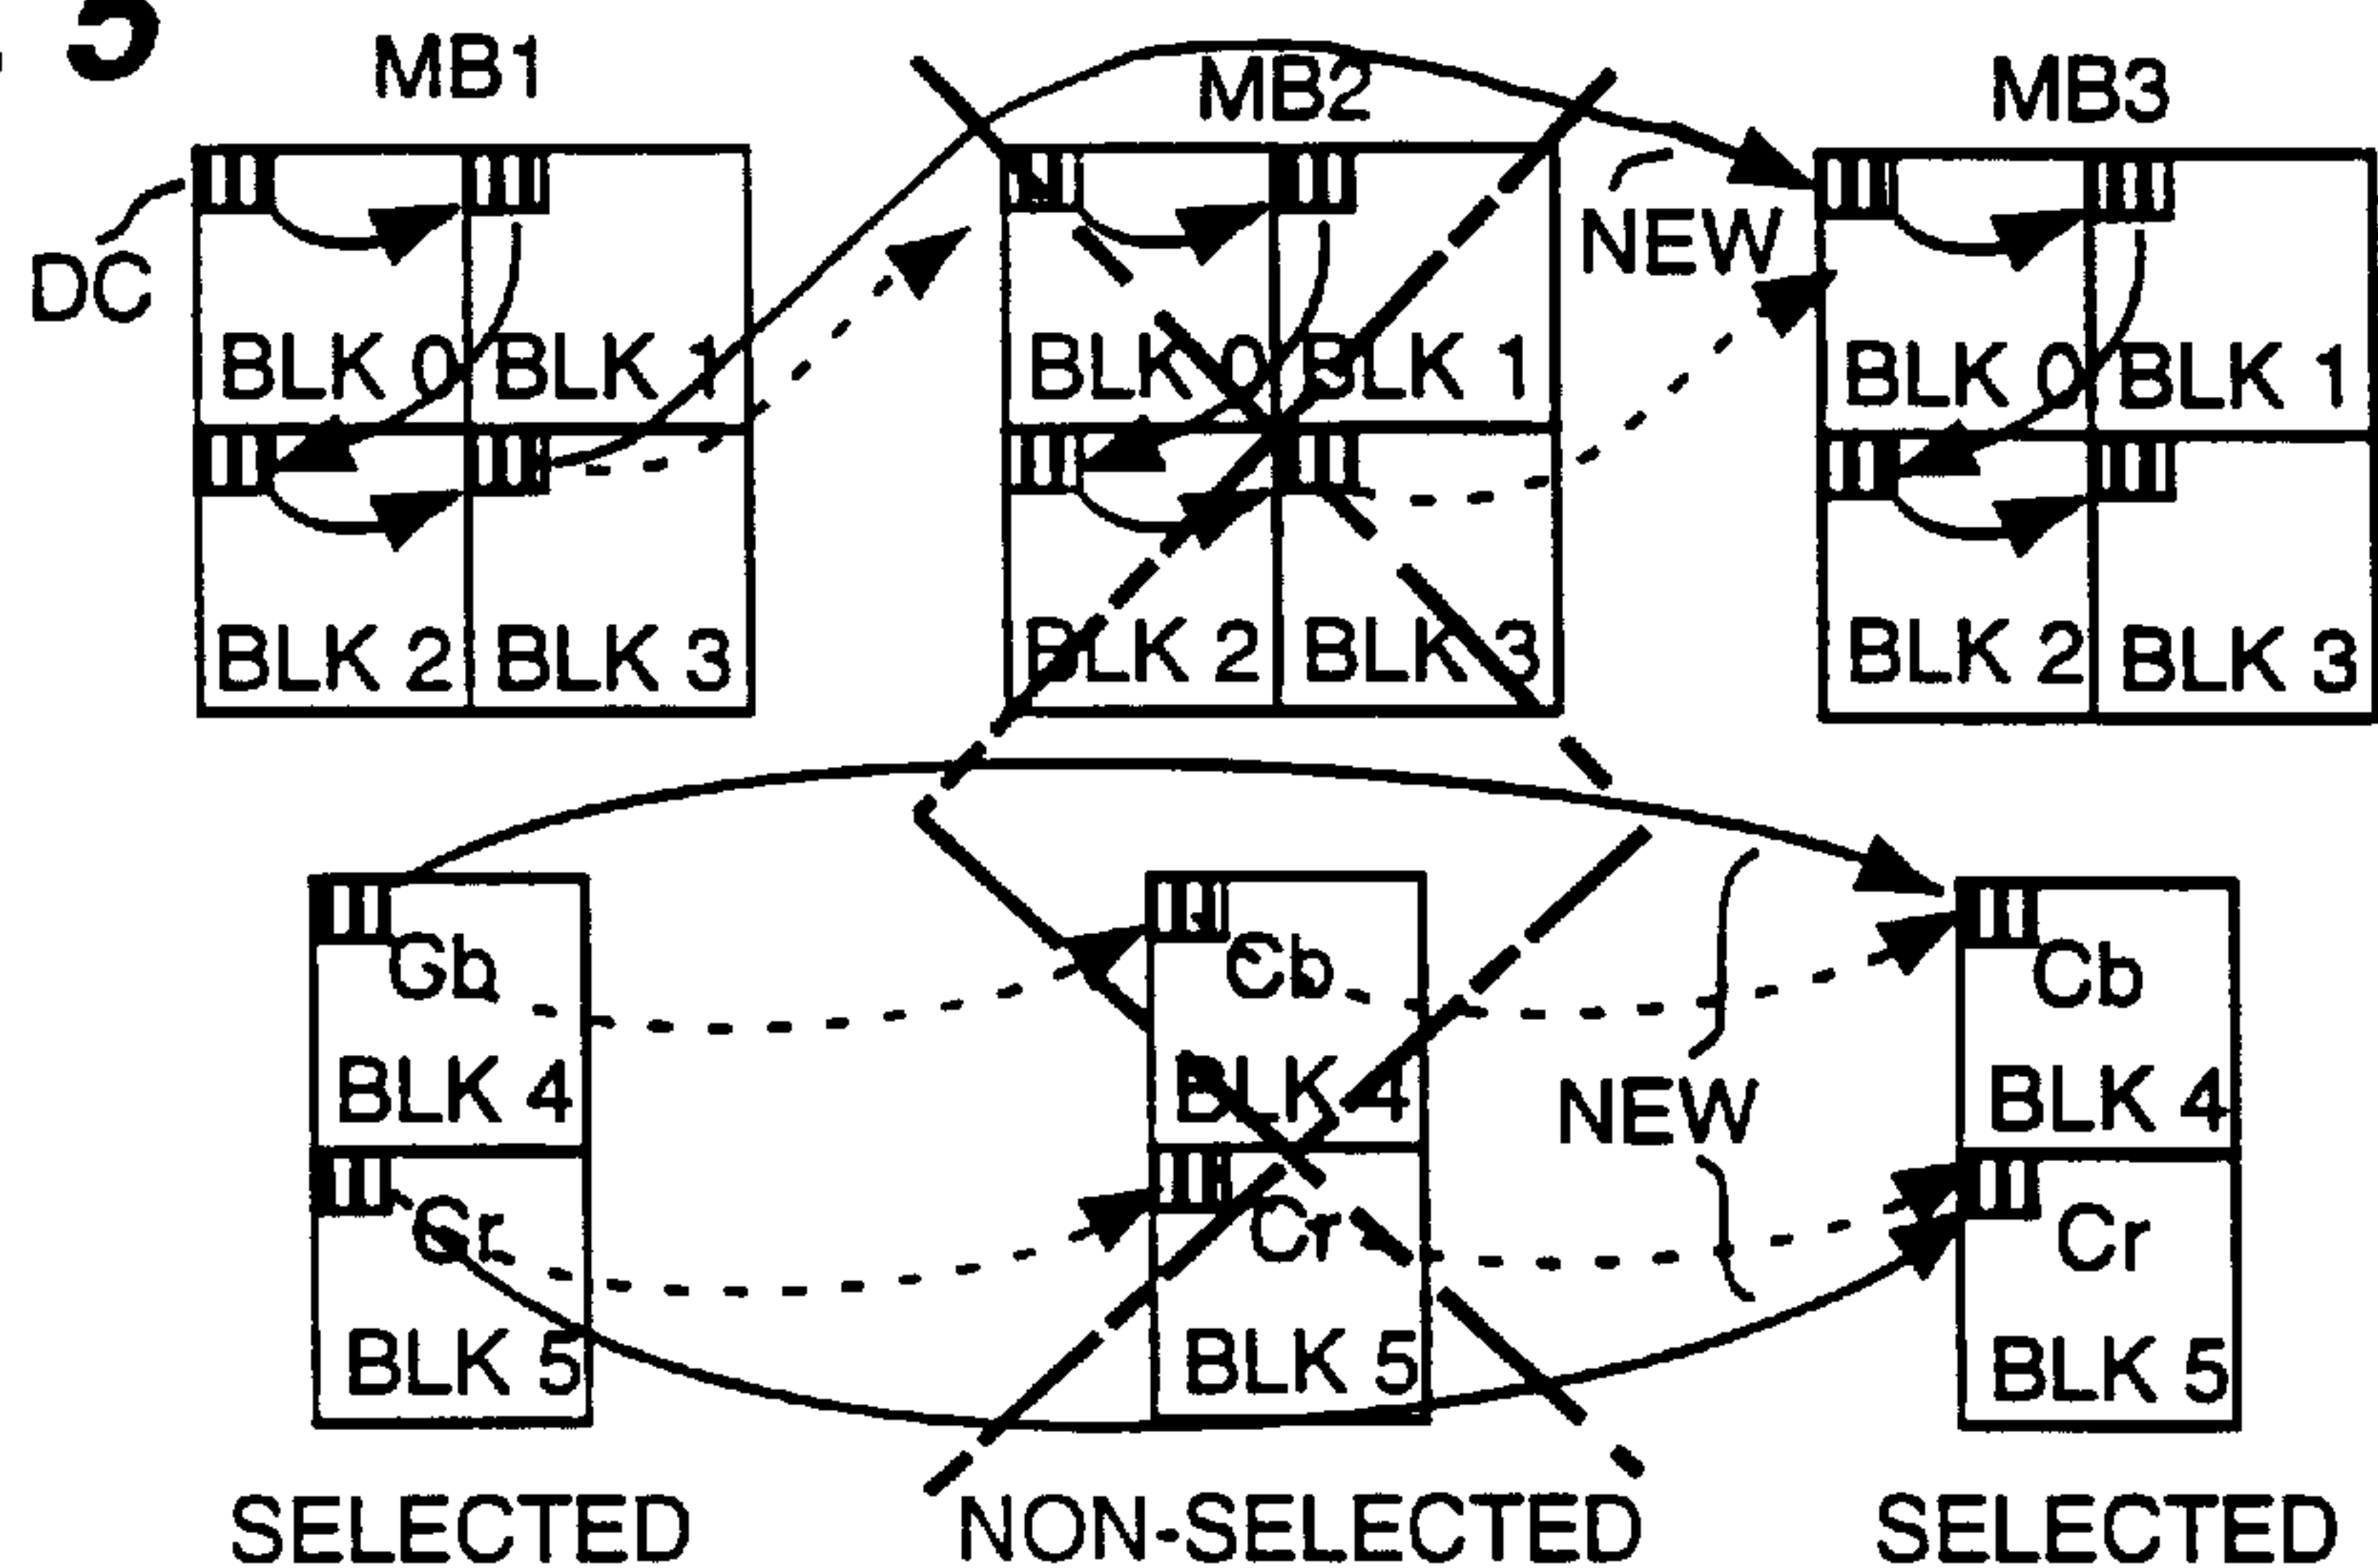 5
MB1 MB2 MB3
DC
NEW
BLK 0 BLK 1 BLK 0 BLK 1 BLK 0 BLK 1
BLK 2 BLK 3 BLK 2 BLK 3 BLK 2 BLK 3
Cb Cb Cb
BLK 4 BLK 4 NEW BLK 4
Cr Cr Cr
BLK 5 BLK 5 BLK 5
SELECTED NON-SELECTED SELECTED